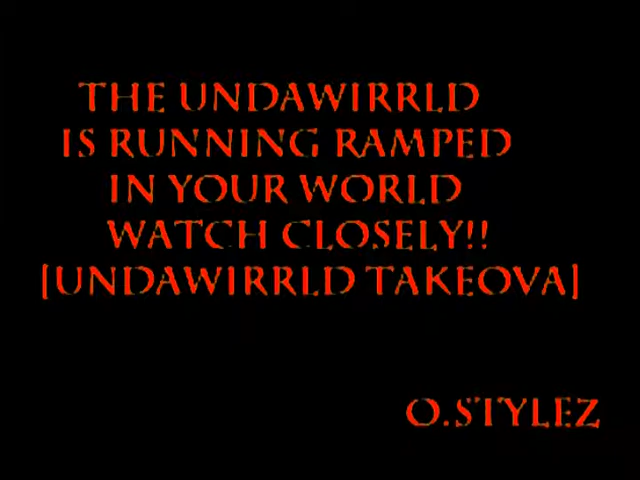 THE UNDAWIRRLD
IS RUNNING RAMPED
IN YOUR WORLD
WATCH CLOSELY!!
[UNDAWIRRLD TAKEOVA]
O.STYLEZ